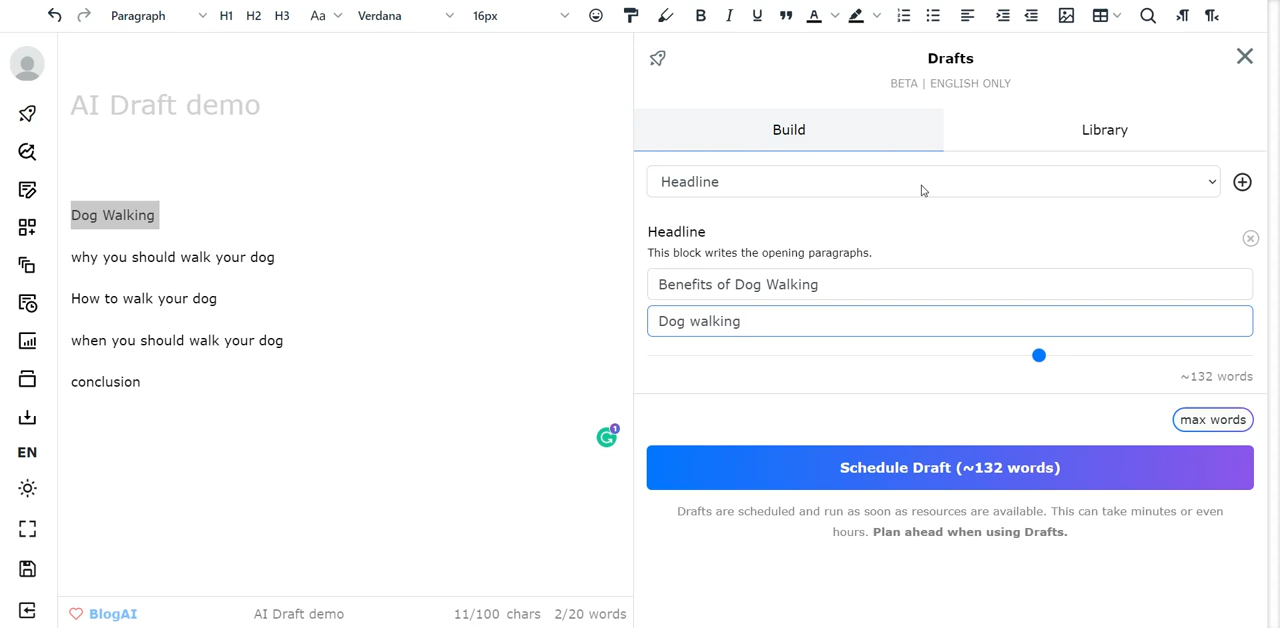 Paragraph H1 H2 H3 Aa Verdana 16px B I U A
Drafts
BETA | ENGLISH ONLY
AI Draft demo
Build Library
Headline
Dog Walking
Headline
This block writes the opening paragraphs.
why you should walk your dog
Benefits of Dog Walking
How to walk your dog
Dog walking
when you should walk your dog
~132 words
conclusion
max words
G 1
EN
Schedule Draft (~132 words)
Drafts are scheduled and run as soon as resources are available. This can take minutes or even
hours. Plan ahead when using Drafts.
BlogAI AI Draft demo 11/100 chars 2/20 words